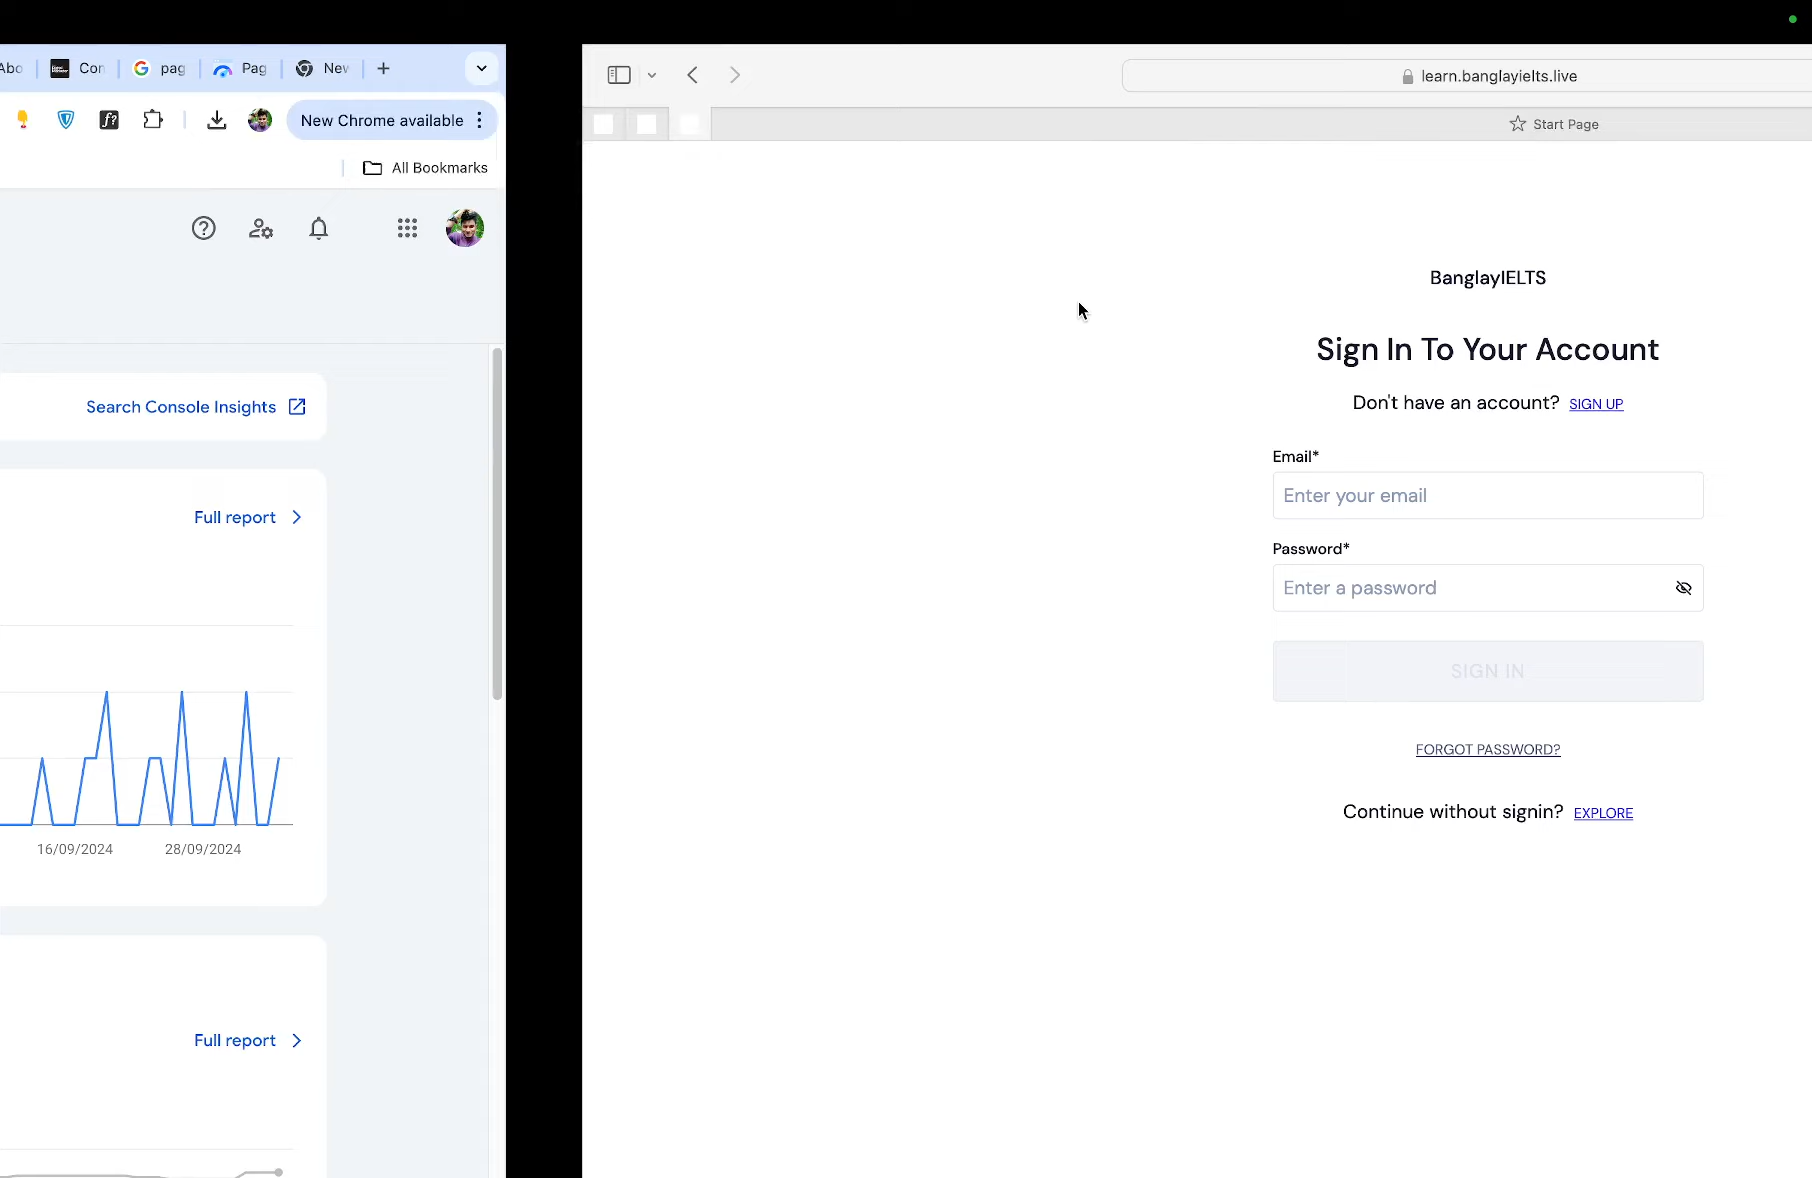 Abo
Con
pag
Pag
New
New Chrome available
All Bookmarks
Search Console Insights
Full report
16/09/2024
28/09/2024
Full report
learn.banglayielts.live
Start Page
BanglayIELTS
Sign In To Your Account
Don't have an account? SIGN UP
Email*
Enter your email
Password*
Enter a password
SIGN IN
FORGOT PASSWORD?
Continue without signin? EXPLORE